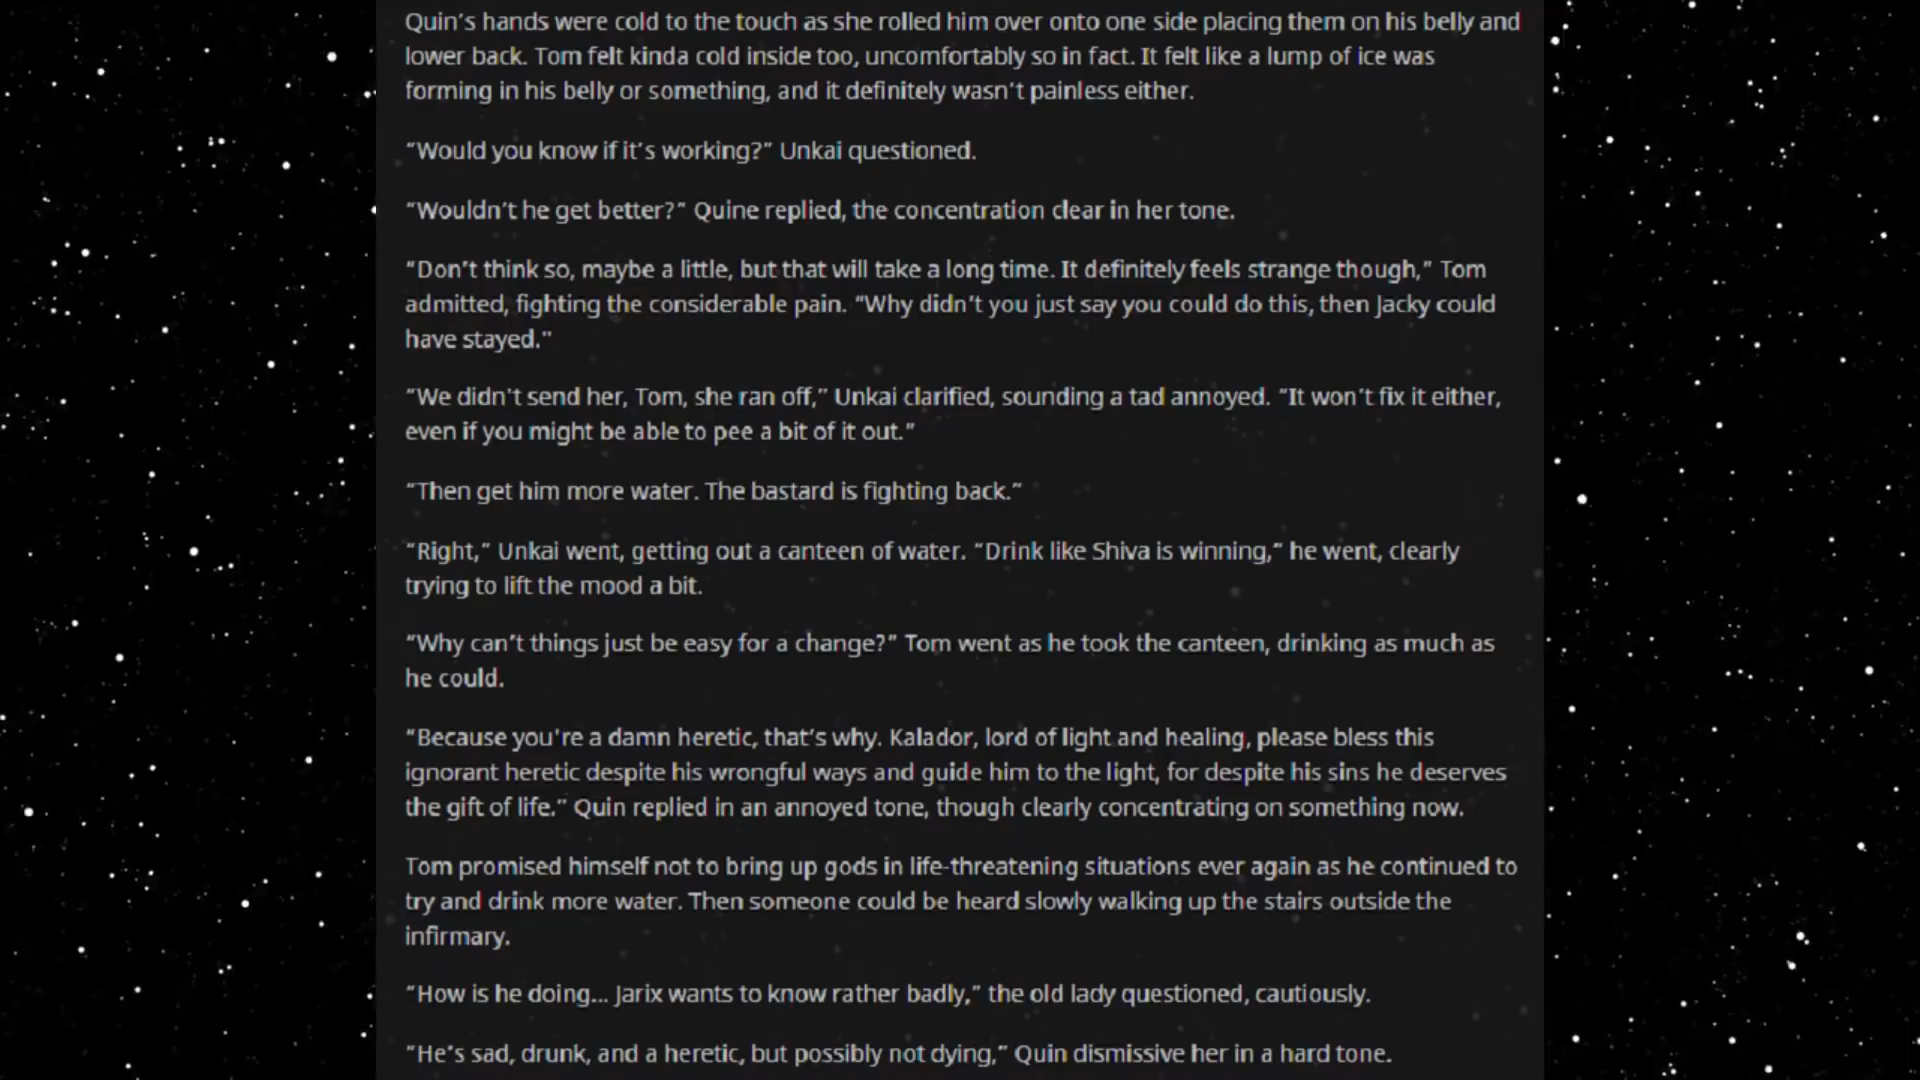 Quin’s hands were cold to the touch as she rolled him over onto one side placing them on his belly and
lower back. Tom felt kinda cold inside too, uncomfortably so in fact. It felt like a lump of ice was
forming in his belly or something, and it definitely wasn’t painless either.
“Would you know if it’s working?” Unkai questioned.
“Wouldn’t he get better?” Quine replied, the concentration clear in her tone.
“Don’t think so, maybe a little, but that will take a long time. It definitely feels strange though,” Tom
admitted, fighting the considerable pain. “Why didn’t you just say you could do this, then Jacky could
have stayed.”
“We didn't send her, Tom, she ran off,” Unkai clarified, sounding a tad annoyed. “It won’t fix it either,
even if you might be able to pee a bit of it out.”
“Then get him more water. The bastard is fighting back.”
“Right,” Unkai went, getting out a canteen of water. “Drink like Shiva is winning,” he went, clearly
trying to lift the mood a bit.
“Why can’t things just be easy for a change?” Tom went as he took the canteen, drinking as much as
he could.
“Because you're a damn heretic, that’s why. Kalador, lord of light and healing, please bless this
ignorant heretic despite his wrongful ways and guide him to the light, for despite his sins he deserves
the gift of life.” Quin replied in an annoyed tone, though clearly concentrating on something now.
Tom promised himself not to bring up gods in life-threatening situations ever again as he continued to
try and drink more water. Then someone could be heard slowly walking up the stairs outside the
infirmary.
“How is he doing… Jarix wants to know rather badly,” the old lady questioned, cautiously.
“He’s sad, drunk, and a heretic, but possibly not dying,” Quin dismissive her in a hard tone.